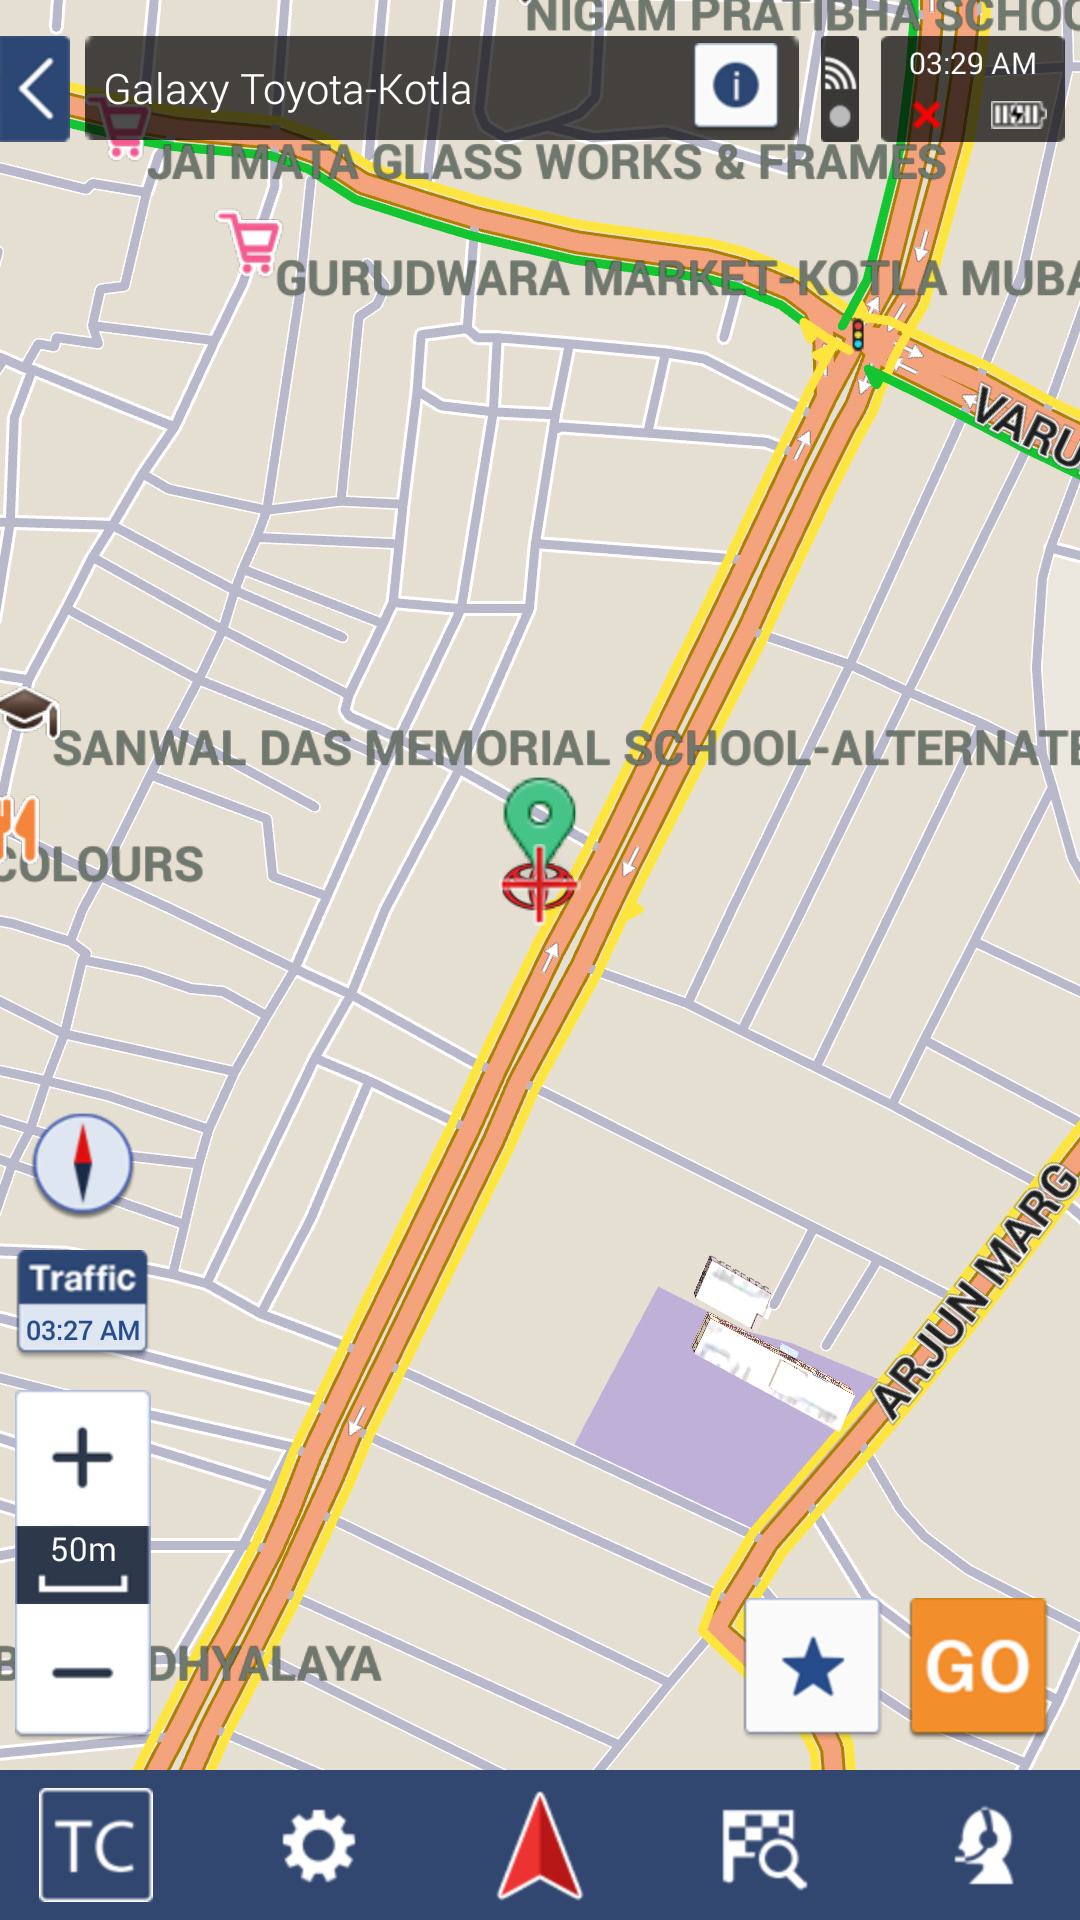 NIGAM PRATIBHA SCHOO
Galaxy Toyota-Kotla
i
03:29 AM
JAI MATA GLASS WORKS & FRAMES
GURUDWARA MARKET-KOTLA MUBA
VARU
SANWAL DAS MEMORIAL SCHOOL-ALTERNATE
COLOURS
ARJUN MARG
Traffic
03:27 AM
+
50m
−
B
DHYALAYA
GO
TC